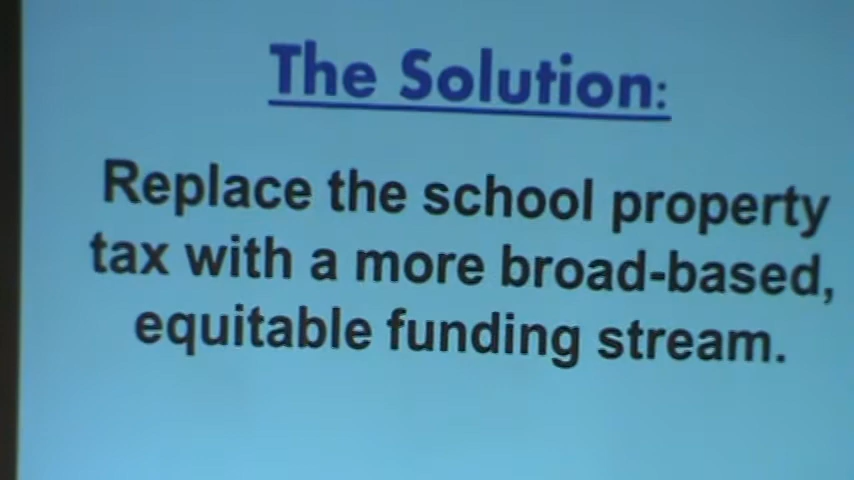 The Solution:
Replace the school property
tax with a more broad-based,
equitable funding stream.